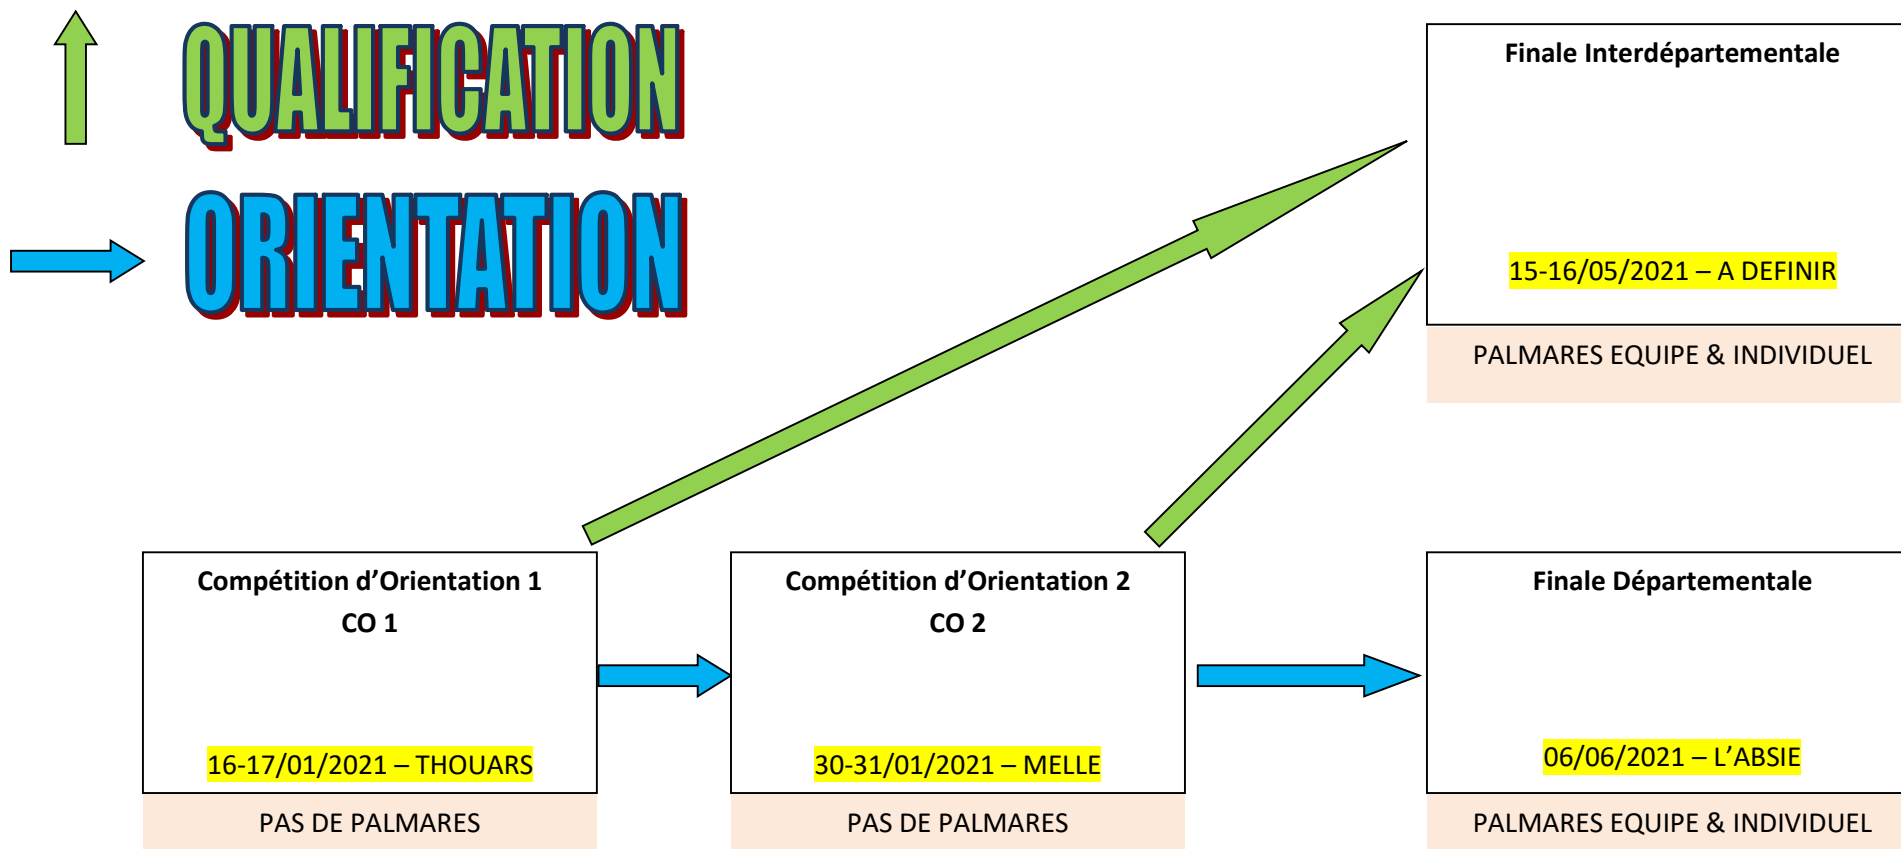 QUALIFICATION
ORIENTATION
Finale Interdépartementale
15-16/05/2021 – A DEFINIR
PALMARES EQUIPE & INDIVIDUEL
Compétition d’Orientation 1
CO 1
16-17/01/2021 – THOUARS
PAS DE PALMARES
Compétition d’Orientation 2
CO 2
30-31/01/2021 – MELLE
PAS DE PALMARES
Finale Départementale
06/06/2021 – L’ABSIE
PALMARES EQUIPE & INDIVIDUEL